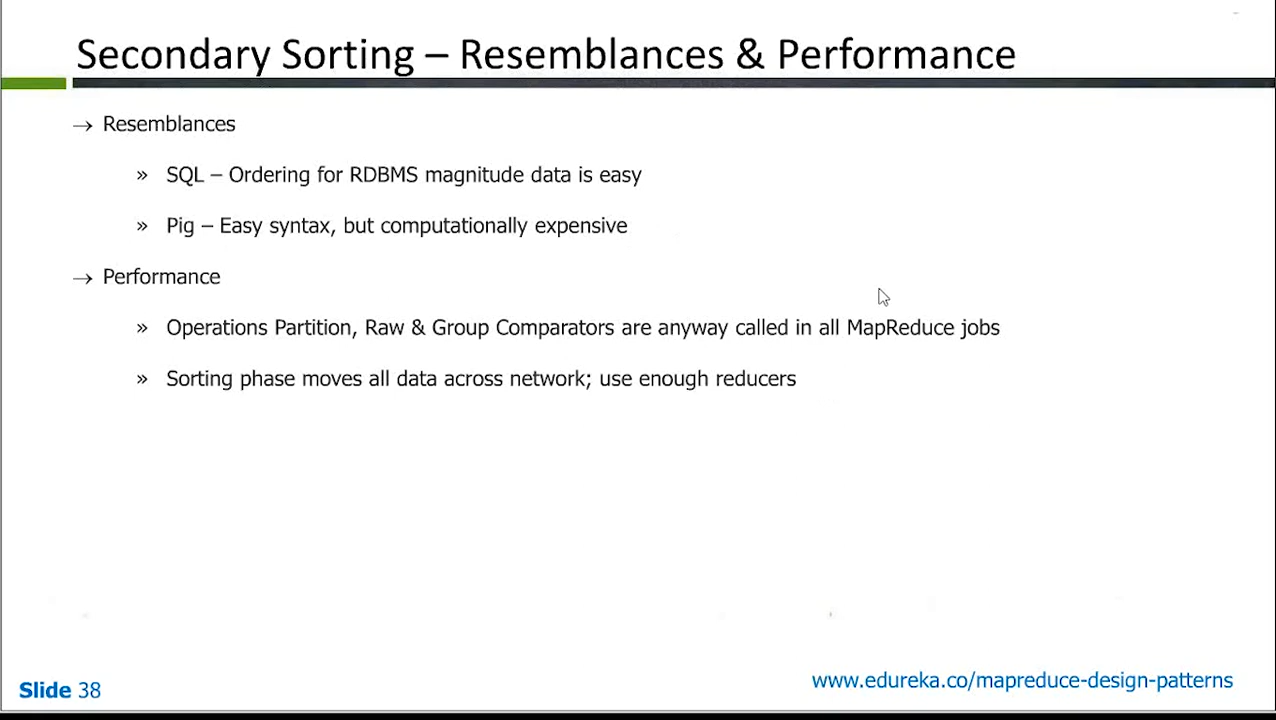 Secondary Sorting – Resemblances & Performance
→ Resemblances
» SQL – Ordering for RDBMS magnitude data is easy
» Pig – Easy syntax, but computationally expensive
→ Performance
» Operations Partition, Raw & Group Comparators are anyway called in all MapReduce jobs
» Sorting phase moves all data across network; use enough reducers
Slide 38
www.edureka.co/mapreduce-design-patterns